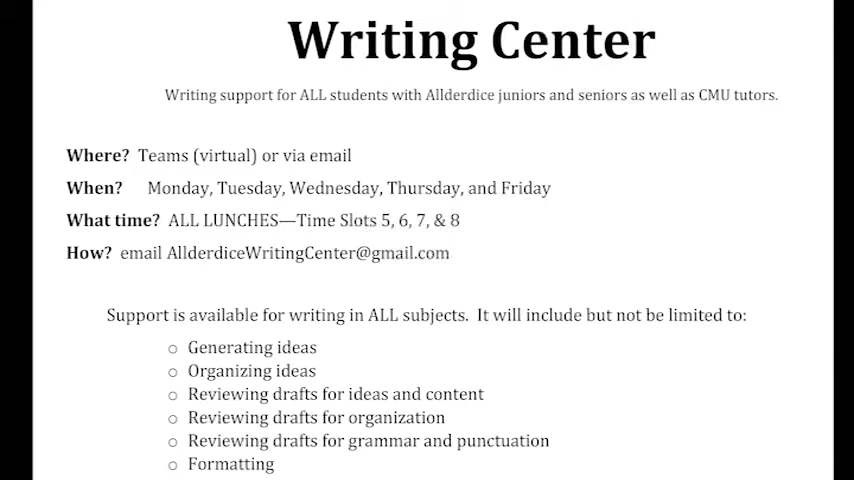 Writing Center
Writing support for ALL students with Allderdice juniors and seniors as well as CMU tutors.
Where? Teams (virtual) or via email
When? Monday, Tuesday, Wednesday, Thursday, and Friday
What time? ALL LUNCHES—Time Slots 5, 6, 7, & 8
How? email AllderdiceWritingCenter@gmail.com
Support is available for writing in ALL subjects. It will include but not be limited to:
○ Generating ideas
○ Organizing ideas
○ Reviewing drafts for ideas and content
○ Reviewing drafts for organization
○ Reviewing drafts for grammar and punctuation
○ Formatting